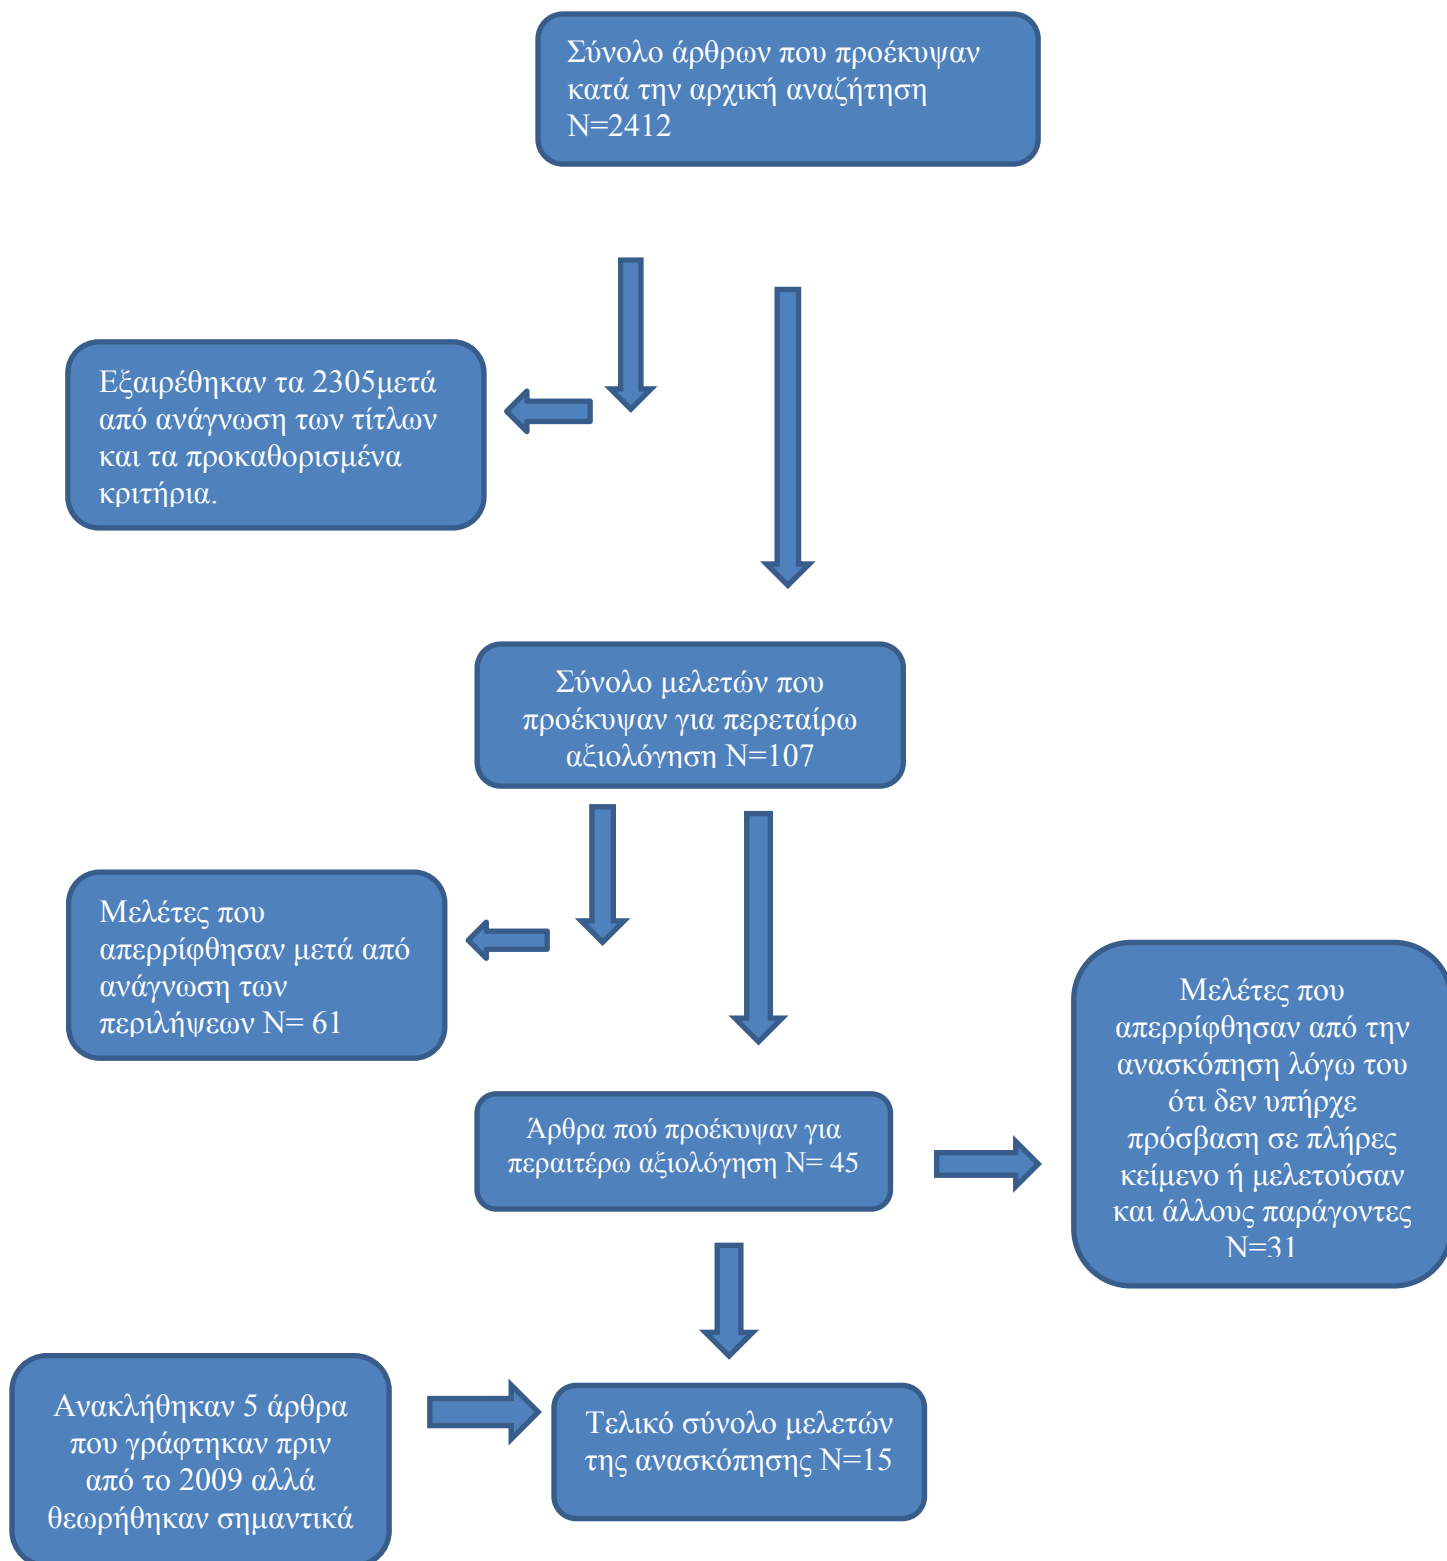 Σύνολο άρθρων που προέκυψαν
κατά την αρχική αναζήτηση
N=2412
Εξαιρέθηκαν τα 2305μετά
από ανάγνωση των τίτλων
και τα προκαθορισμένα
κριτήρια.
Σύνολο μελετών που
προέκυψαν για περεταίρω
αξιολόγηση N=107
Μελέτες που
απερρίφθησαν μετά από
ανάγνωση των
περιλήψεων N= 61
Μελέτες που
απερρίφθησαν από την
ανασκόπηση λόγω του
ότι δεν υπήρχε
πρόσβαση σε πλήρες
κείμενο ή μελετούσαν
και άλλους παράγοντες
N=31
Άρθρα πού προέκυψαν για
περαιτέρω αξιολόγηση N= 45
Ανακλήθηκαν 5 άρθρα
που γράφτηκαν πριν
από το 2009 αλλά
θεωρήθηκαν σημαντικά
Τελικό σύνολο μελετών
της ανασκόπησης N=15